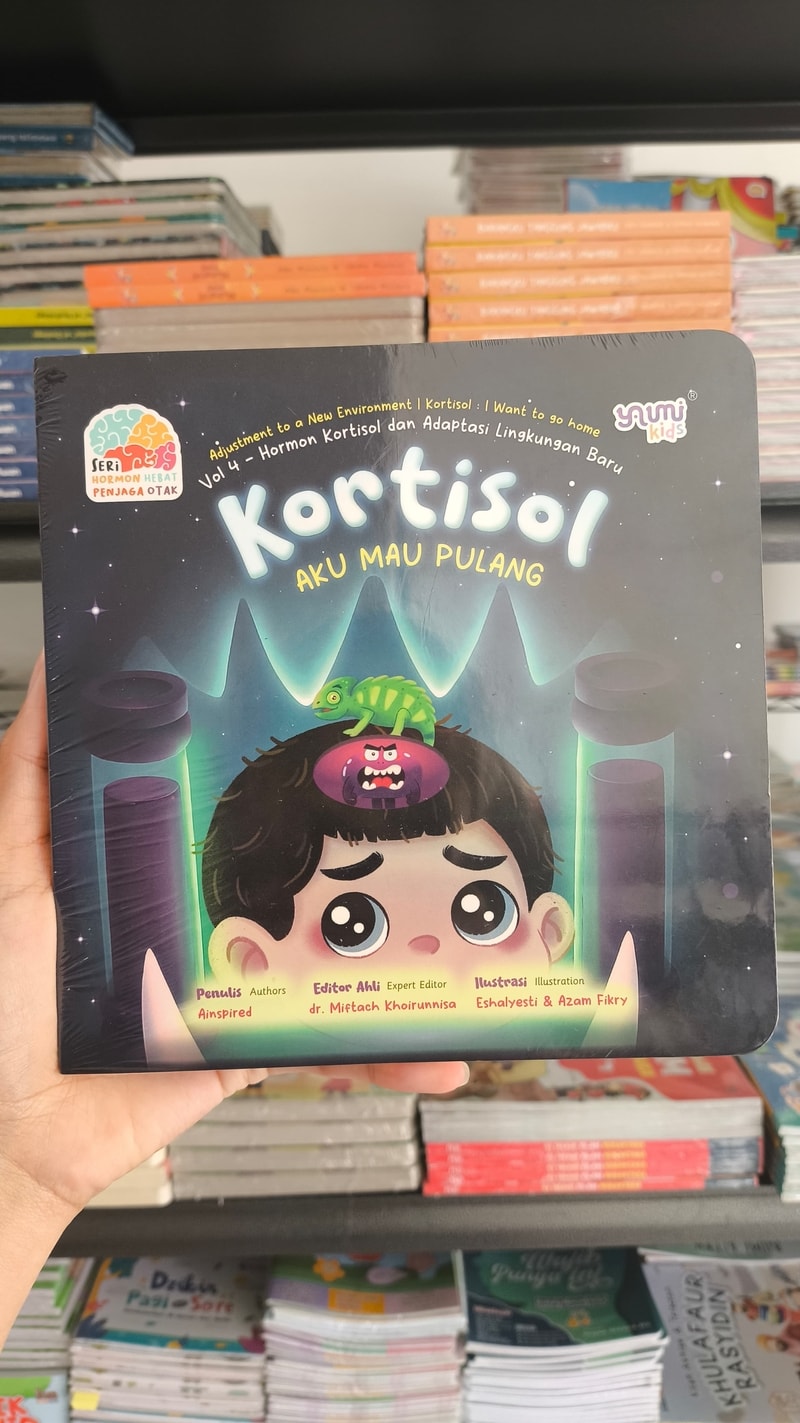 Adjustment to a New Environment | Kortisol : I Want to go home
Vol 4 - Hormon Kortisol dan Adaptasi Lingkungan Baru
SERI
HORMON HEBAT
PENJAGA OTAK
yumi
kids
®
Kortisol
AKU MAU PULANG
Penulis Authors
Ainspired
Editor Ahli Expert Editor
dr. Miftach Khoirunnisa
Ilustrasi Illustration
Eshalyesti & Azam Fikry
Dzikir
Pagi Sore
KHULAFAUR
RASYIDIN